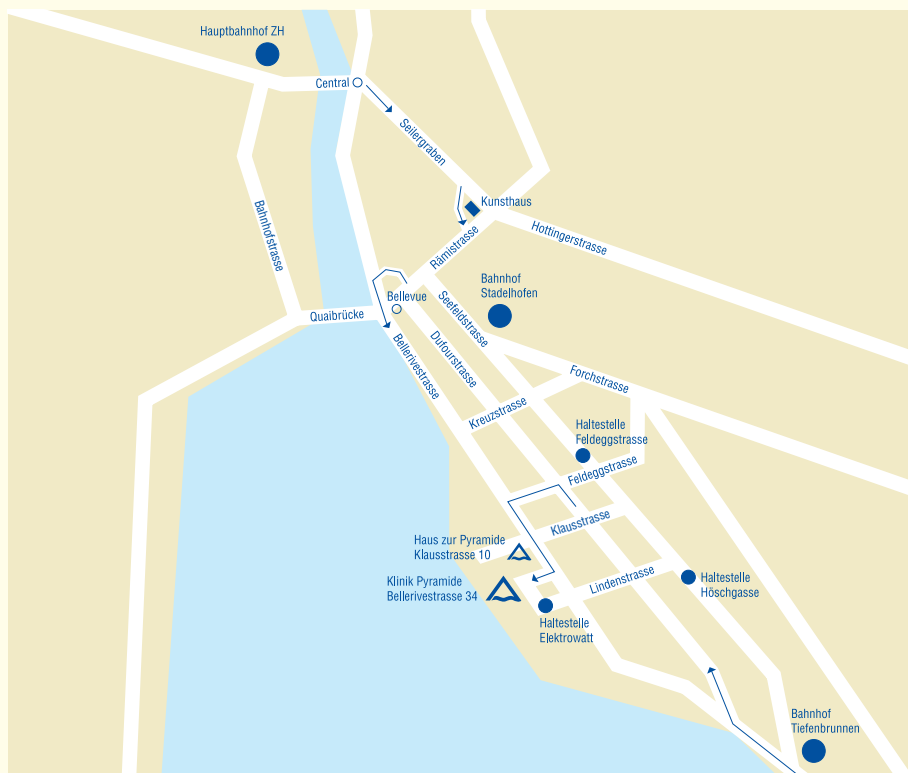 Hauptbahnhof ZH
Central
Seilergraben
Kunsthaus
Bahnhofstrasse
Rämistrasse
Hottingerstrasse
Bahnhof
Stadelhofen
Bellevue
Quaibrücke
Seefeldstrasse
Dufourstrasse
Bellerivestrasse
Forchstrasse
Kreuzstrasse
Haltestelle
Feldeggstrasse
Feldeggstrasse
Klausstrasse
Haus zur Pyramide
Klausstrasse 10
Klinik Pyramide
Bellerivestrasse 34
Lindenstrasse
Haltestelle
Höschgasse
Haltestelle
Elektrowatt
Bahnhof
Tiefenbrunnen